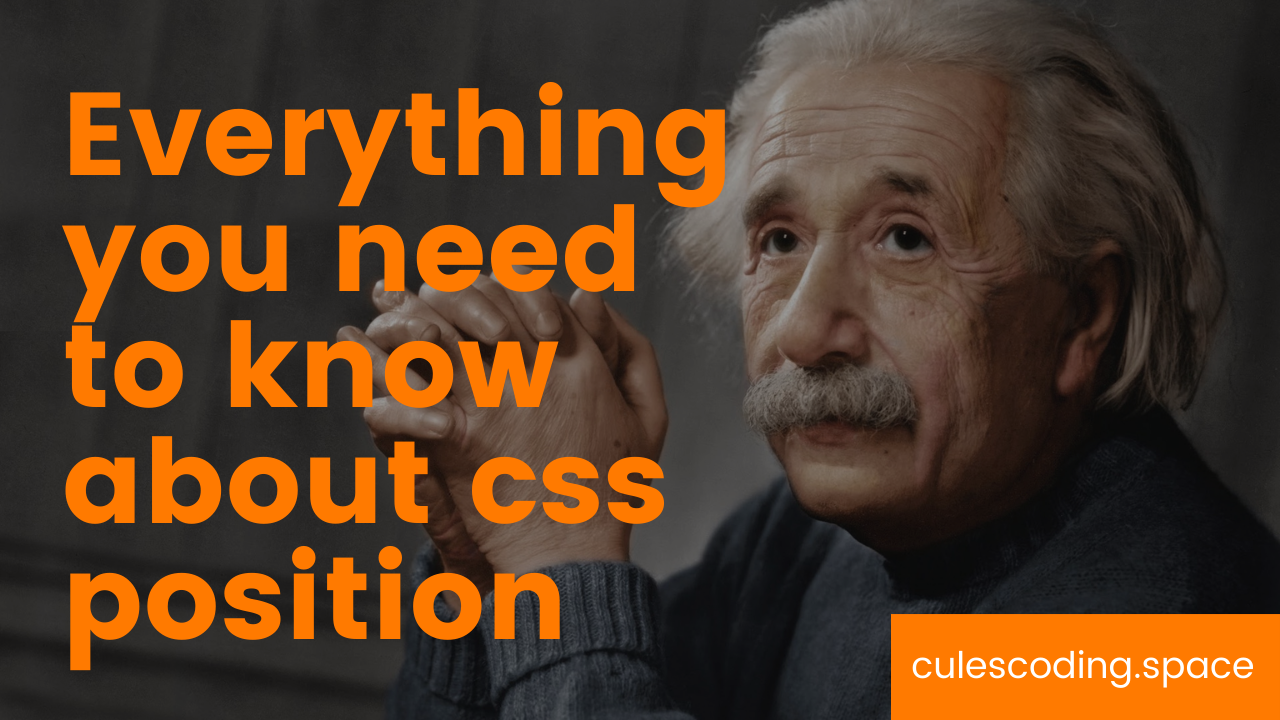 Everything
you need
to know
about css
position
culescoding.space